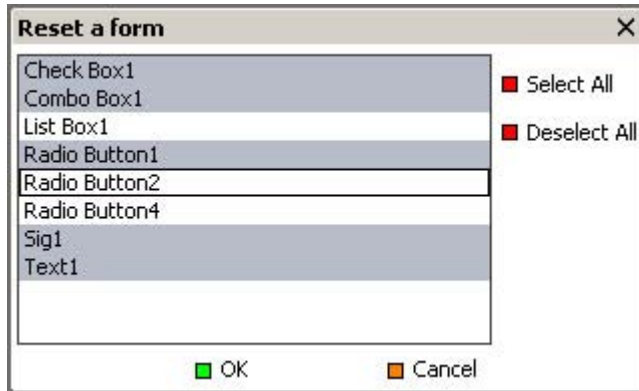 Reset a form
Check Box1
Combo Box1
List Box1
Radio Button1
Radio Button2
Radio Button4
Sig1
Text1
Select All
Deselect All
OK
Cancel